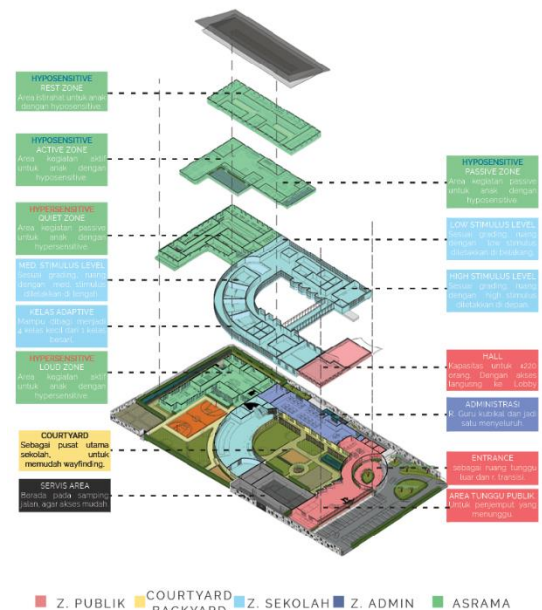 HYPOSENSITIVE
REST ZONE
Area istirahat untuk anak
dengan hyposensitive.
HYPOSENSITIVE
ACTIVE ZONE
Area kegiatan aktif
untuk anak dengan
hyposensitive.
HYPERSENSITIVE
QUIET ZONE
Area kegiatan passive
untuk anak dengan
hypersensitive.
MED. STIMULUS LEVEL
Sesuai grading, ruang
dengan med. stimulus
diletakkan di tengah.
KELAS ADAPTIVE
Mampu dibagi menjadi
4 kelas kecil dan 1 kelas
besar.
HYPERSENSITIVE
LOUD ZONE
Area kegiatan aktif
untuk anak dengan
hypersensitive.
COURTYARD
Sebagai pusat utama
sekolah, untuk
memudah wayfinding.
SERVIS AREA
Berada pada samping
jalan, agar akses mudah.
HYPOSENSITIVE
PASSIVE ZONE
Area kegiatan passive
untuk anak dengan
hyposensitive.
LOW STIMULUS LEVEL
Sesuai grading, ruang
dengan low stimulus
diletakkan di belakang.
HIGH STIMULUS LEVEL
Sesuai grading, ruang
dengan high stimulus
diletakkan di depan.
HALL
Kapasitas untuk
orang. Dengan akses
langsung ke Lobby
ADMINISTRASI
R. Guru kubikal dan jadi
satu menyeluruh.
ENTRANCE
sebagai ruang tunggu
luar dan r. transisi.
AREA TUNGGU PUBLIK
Untuk penjemput yang
menunggu.
Z. PUBLIK
COURTYARD
BACKYARD
Z. SEKOLAH
Z. ADMIN
ASRAMA